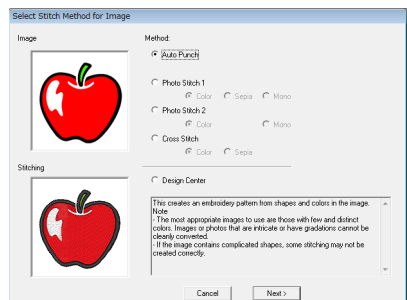 Select Stitch Method for Image
Image
Method:
Auto Punch
Photo Stitch 1
Color Sepia Mono
Photo Stitch 2
Color Mono
Cross Stitch
Color Sepia
Stitching
Design Center
This creates an embroidery pattern from shapes and colors in the image.
Note
- The most appropriate images to use are those with few and distinct
colors. Images or photos that are intricate or have gradations cannot be
cleanly converted.
- If the image contains complicated shapes, some stitching may not be
created correctly.
Cancel Next >